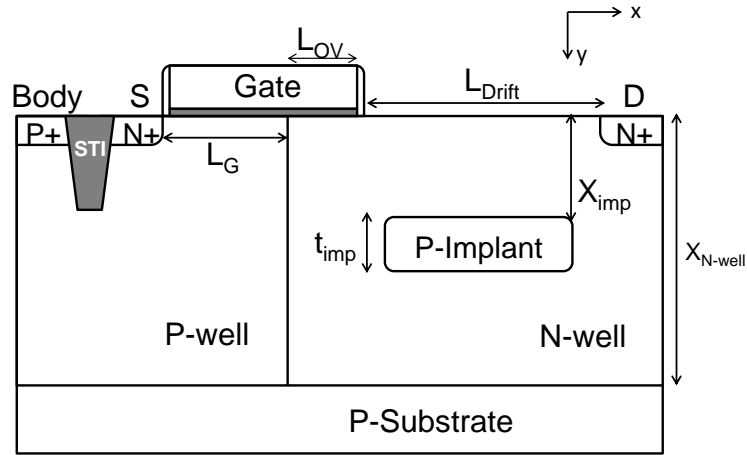 x
y
L_OV
Gate
L_Drift
Body S D
P+ STI N+ N+
L_G
X_imp
t_imp
P-Implant
X_N-well
P-well N-well
P-Substrate